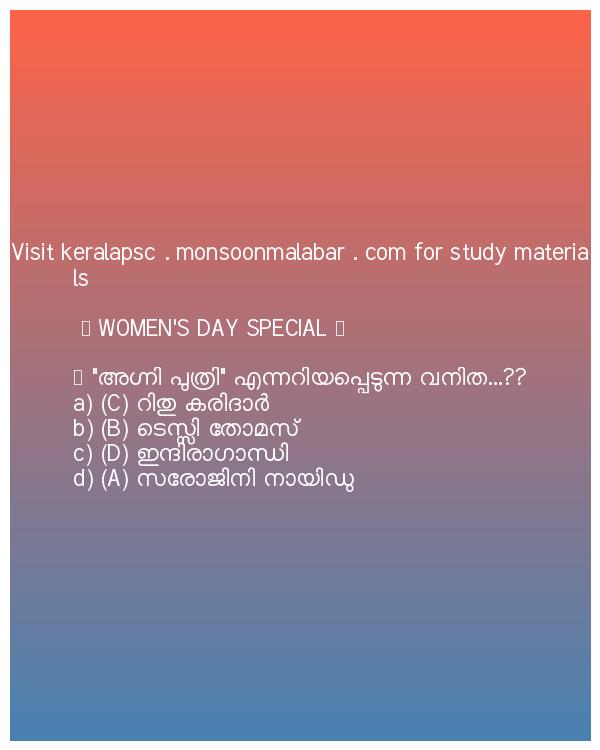 Visit keralapsc . monsoonmalabar . com for study materia
ls
WOMEN'S DAY SPECIAL
"അഗ്നി പുത്രി" എന്നറിയപ്പെടുന്ന വനിത...??
a) (C) റിതു കരിദാർ
b) (B) ടെസ്സി തോമസ്
c) (D) ഇന്ദിരാഗാന്ധി
d) (A) സരോജിനി നായിഡു